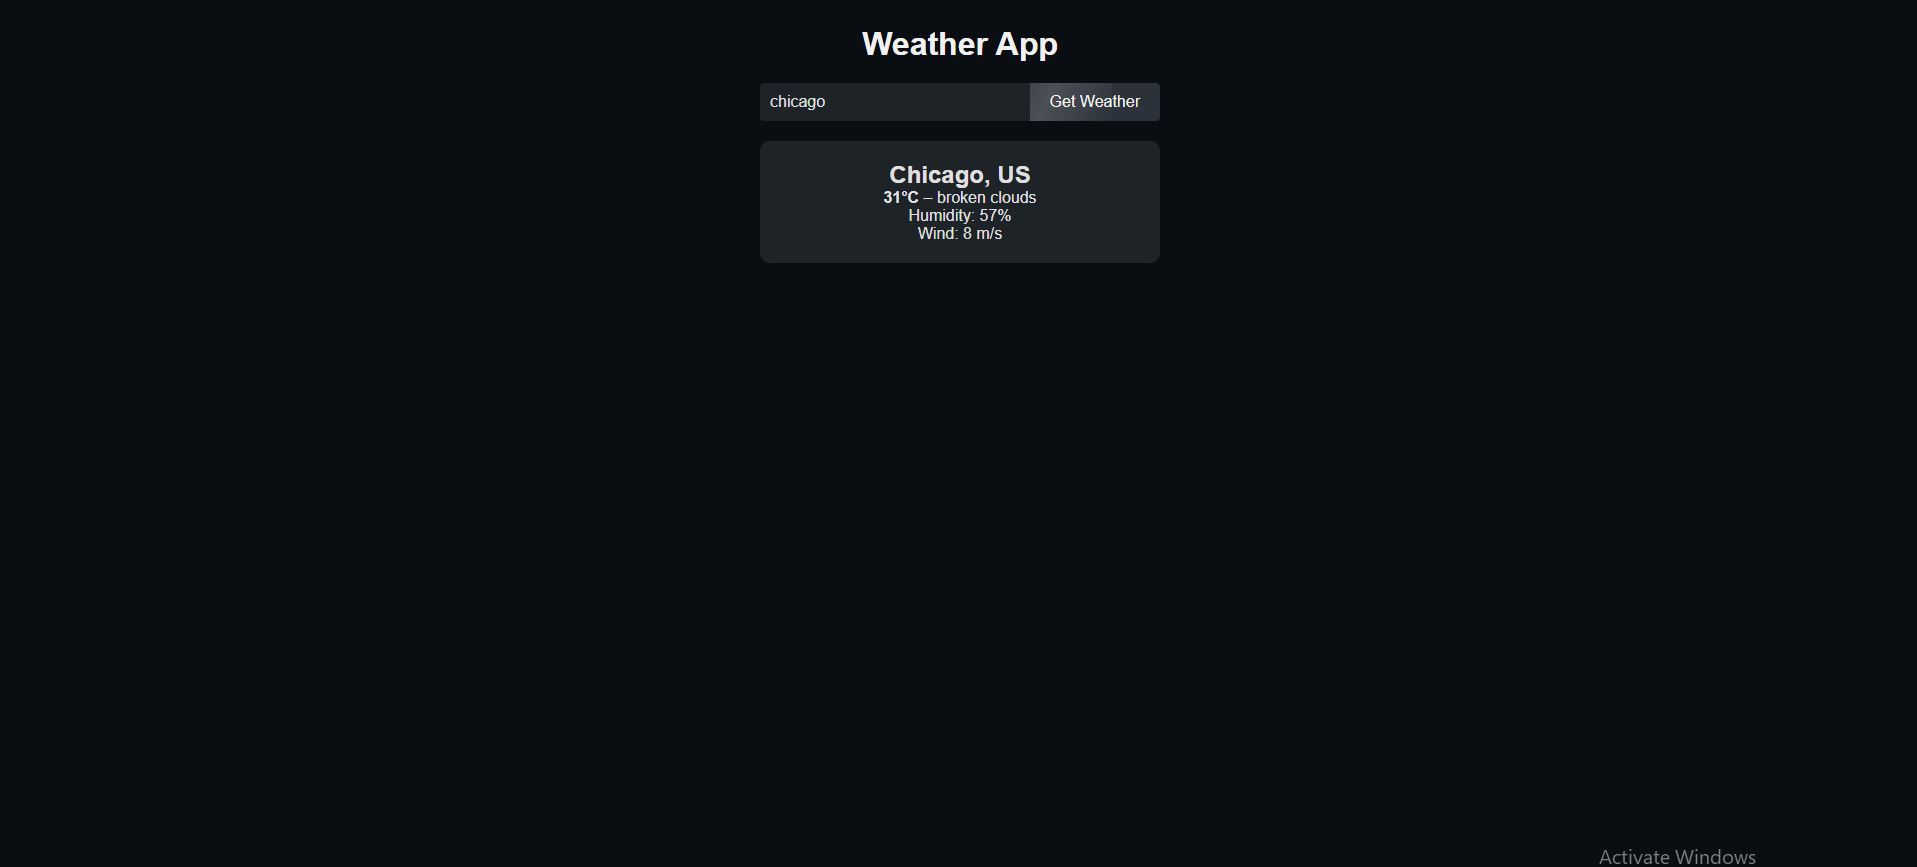 Weather App
chicago
Get Weather
Chicago, US
31°C – broken clouds
Humidity: 57%
Wind: 8 m/s
Activate Windows